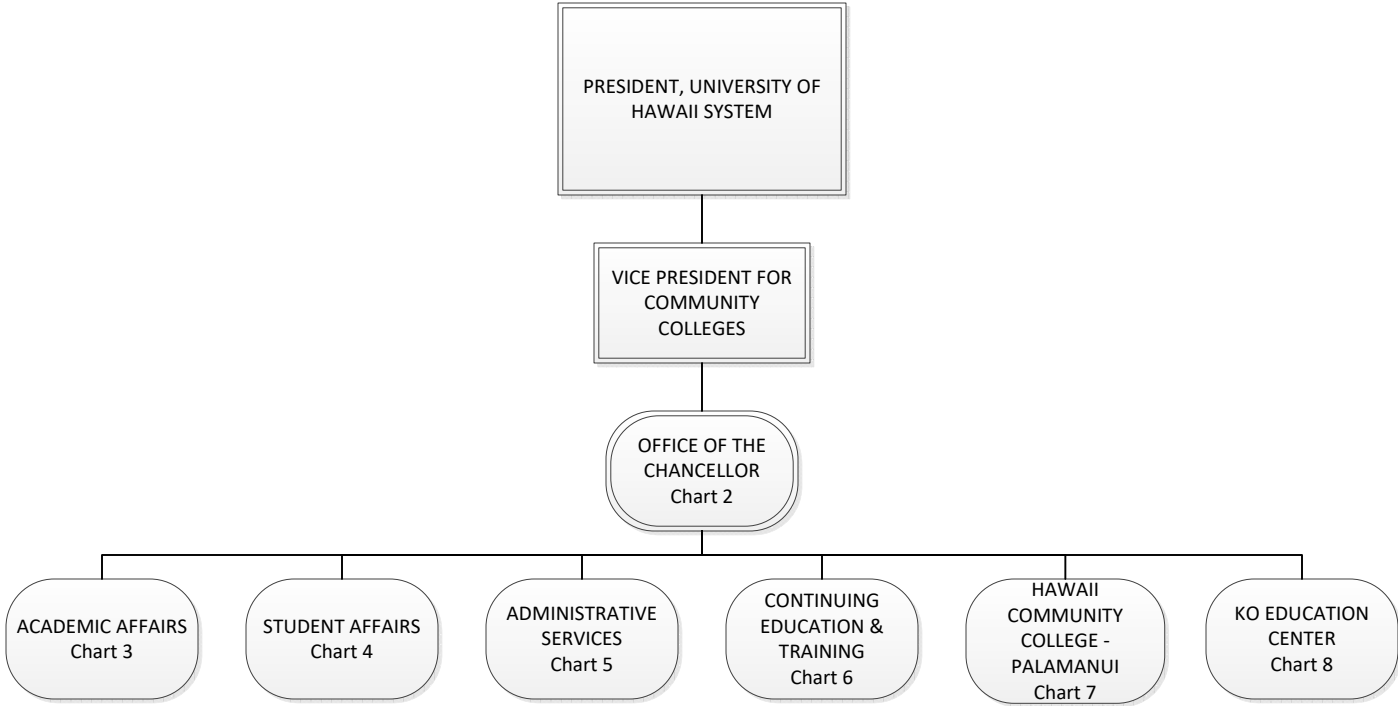 PRESIDENT, UNIVERSITY OF
HAWAII SYSTEM
VICE PRESIDENT FOR
COMMUNITY
COLLEGES
OFFICE OF THE
CHANCELLOR
Chart 2
ACADEMIC AFFAIRS
Chart 3
STUDENT AFFAIRS
Chart 4
ADMINISTRATIVE
SERVICES
Chart 5
CONTINUING
EDUCATION &
TRAINING
Chart 6
HAWAII
COMMUNITY
COLLEGE -
PALAMANUI
Chart 7
KO EDUCATION
CENTER
Chart 8